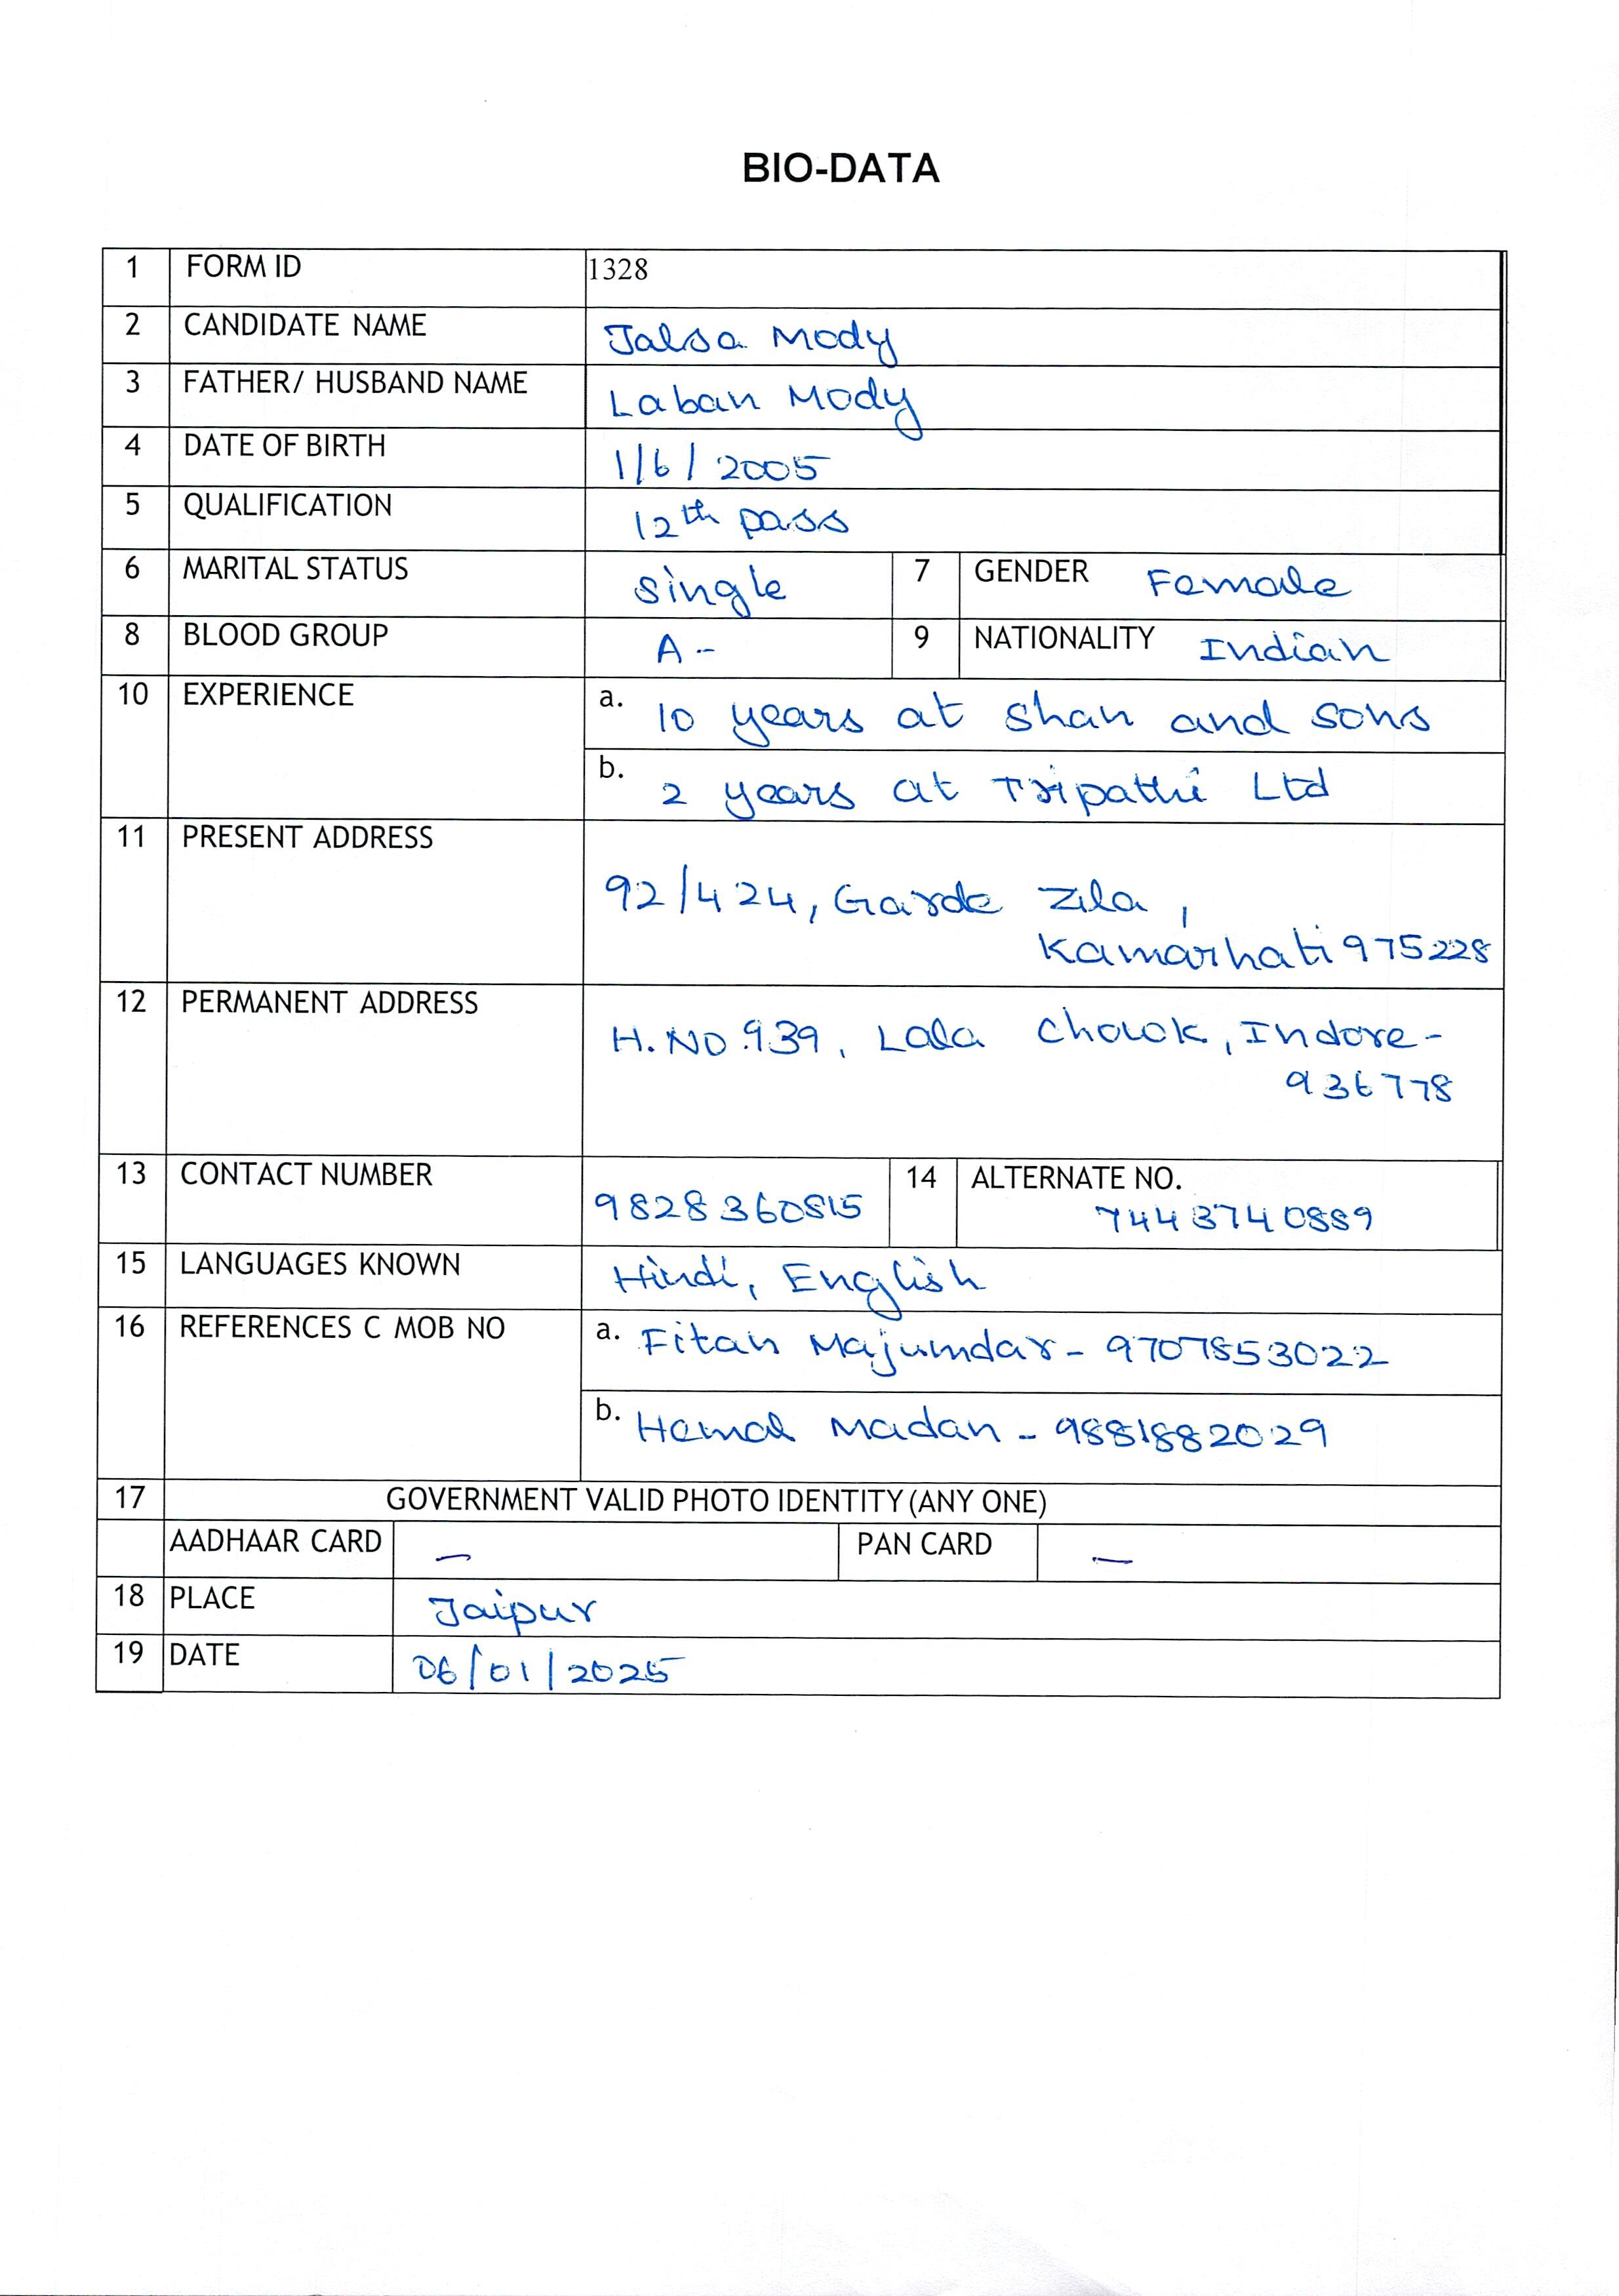 BIO-DATA
1 FORM ID 1328
2 CANDIDATE NAME Jalsa Mody
3 FATHER/ HUSBAND NAME Laban Mody
4 DATE OF BIRTH 1/6/2005
5 QUALIFICATION 12th pass
6 MARITAL STATUS Single 7 GENDER Female
8 BLOOD GROUP A- 9 NATIONALITY Indian
10 EXPERIENCE a. 10 years at Shan and sons
b. 2 years at Tripathi Ltd
11 PRESENT ADDRESS
92/424, Garde Zila,
Kamarhati 975228
12 PERMANENT ADDRESS
H.NO.939, Lala Chowk, Indore-
936778
13 CONTACT NUMBER 9828360815 14 ALTERNATE NO.
7443740889
15 LANGUAGES KNOWN Hindi, English
16 REFERENCES C MOB NO a. Fitan Majumdar - 9707853022
b. Hemal Madan - 9881882029
17 GOVERNMENT VALID PHOTO IDENTITY (ANY ONE)
AADHAAR CARD — PAN CARD —
18 PLACE Jaipur
19 DATE 06/01/2025